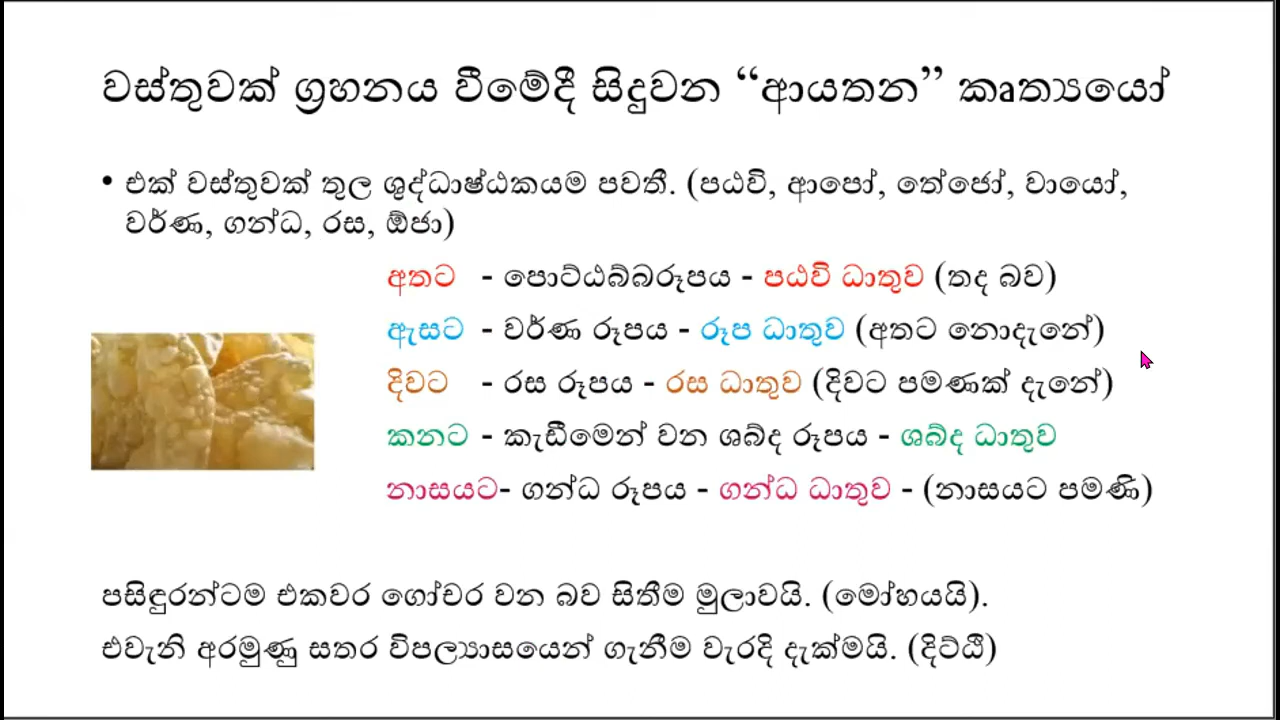 වස්තුවක් ග්‍රහනය වීමේදී සිදුවන “ආයතන” කෘත්‍යයෝ
• එක් වස්තුවක් තුල ශුද්ධාෂ්ඨකයම පවතී. (පඨවි, ආපෝ, තේජෝ, වායෝ,
වර්ණ, ගන්ධ, රස, ඕජා)
අතට - පොට්ඨබ්බරූපය - පඨවි ධාතුව (තද බව)
ඇසට - වර්ණ රූපය - රූප ධාතුව (අතට නොදැනේ)
දිවට - රස රූපය - රස ධාතුව (දිවට පමණක් දැනේ)
කනට - කැඩීමෙන් වන ශබ්ද රූපය - ශබ්ද ධාතුව
නාසයට- ගන්ධ රූපය - ගන්ධ ධාතුව - (නාසයට පමණි)
පසිඳුරන්ටම එකවර ගෝචර වන බව සිතීම මුලාවයි. (මෝහයයි).
එවැනි අරමුණු සතර විපල්‍යාසයෙන් ගැනීම වැරදි දැක්මයි. (දිට්ඨි)